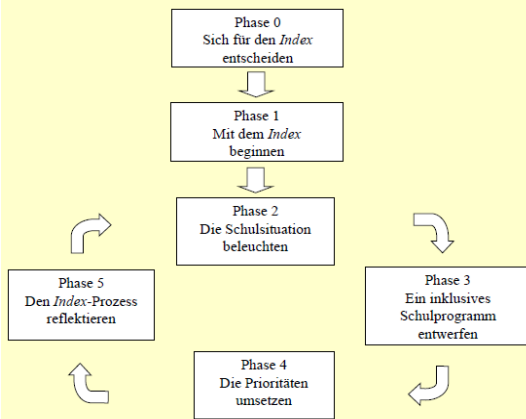 Phase 0
Sich für den Index
entscheiden
Phase 1
Mit dem Index
beginnen
Phase 2
Die Schulsituation
beleuchten
Phase 3
Ein inklusives
Schulprogramm
entwerfen
Phase 4
Die Prioritäten
umsetzen
Phase 5
Den Index-Prozess
reflektieren